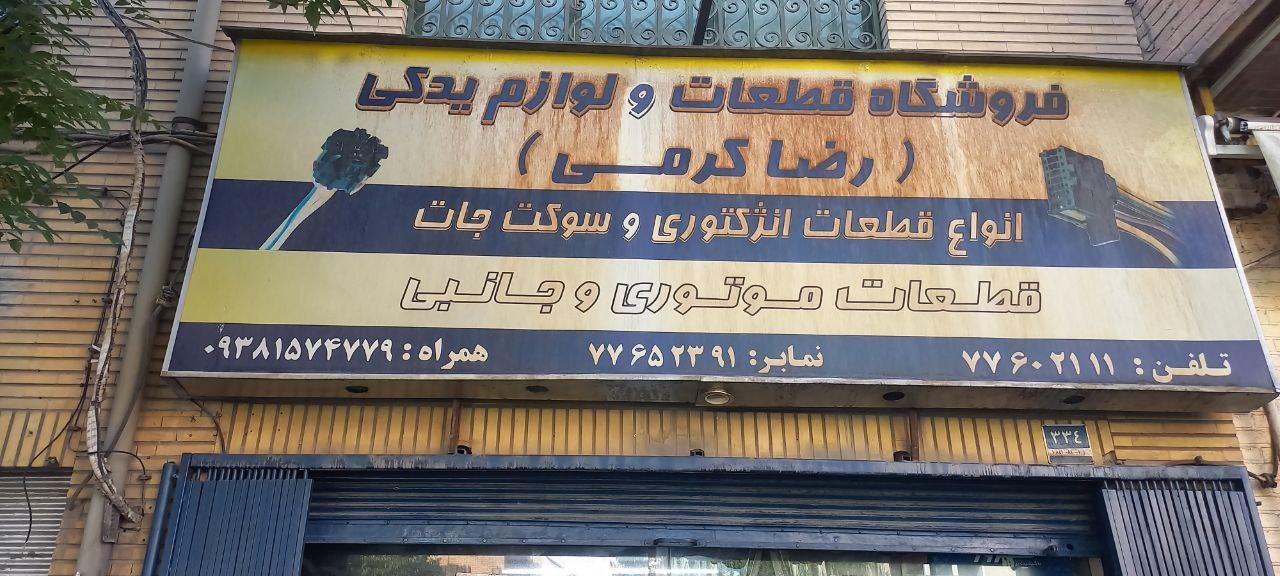 فروشگاه قطعات و لوازم یدکی
( رضا کرمی )
انواع قطعات انژکتوری و سوکت جات
قطعات موتوری و جانبی
تلفن: ۷۷۶۰۲۱۱۱ نمابر: ۷۷۶۵۲۳۹۱ همراه: ۰۹۳۸۱۵۷۴۷۷۹
۳۳۴